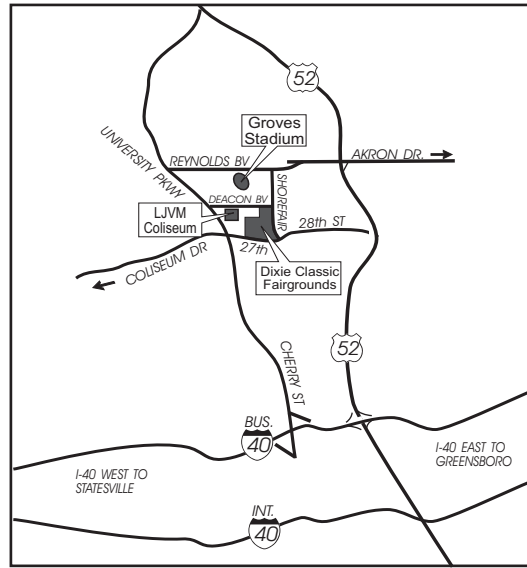 52
Groves
Stadium
UNIVERSITY PKWY
REYNOLDS BV
AKRON DR.
SHOREFAIR
DEACON BV
LJVM
Coliseum
28th ST
27th
COLISEUM DR
Dixie Classic
Fairgrounds
52
CHERRY ST
BUS.
40
I-40 WEST TO
STATESVILLE
I-40 EAST TO
GREENSBORO
INT.
40